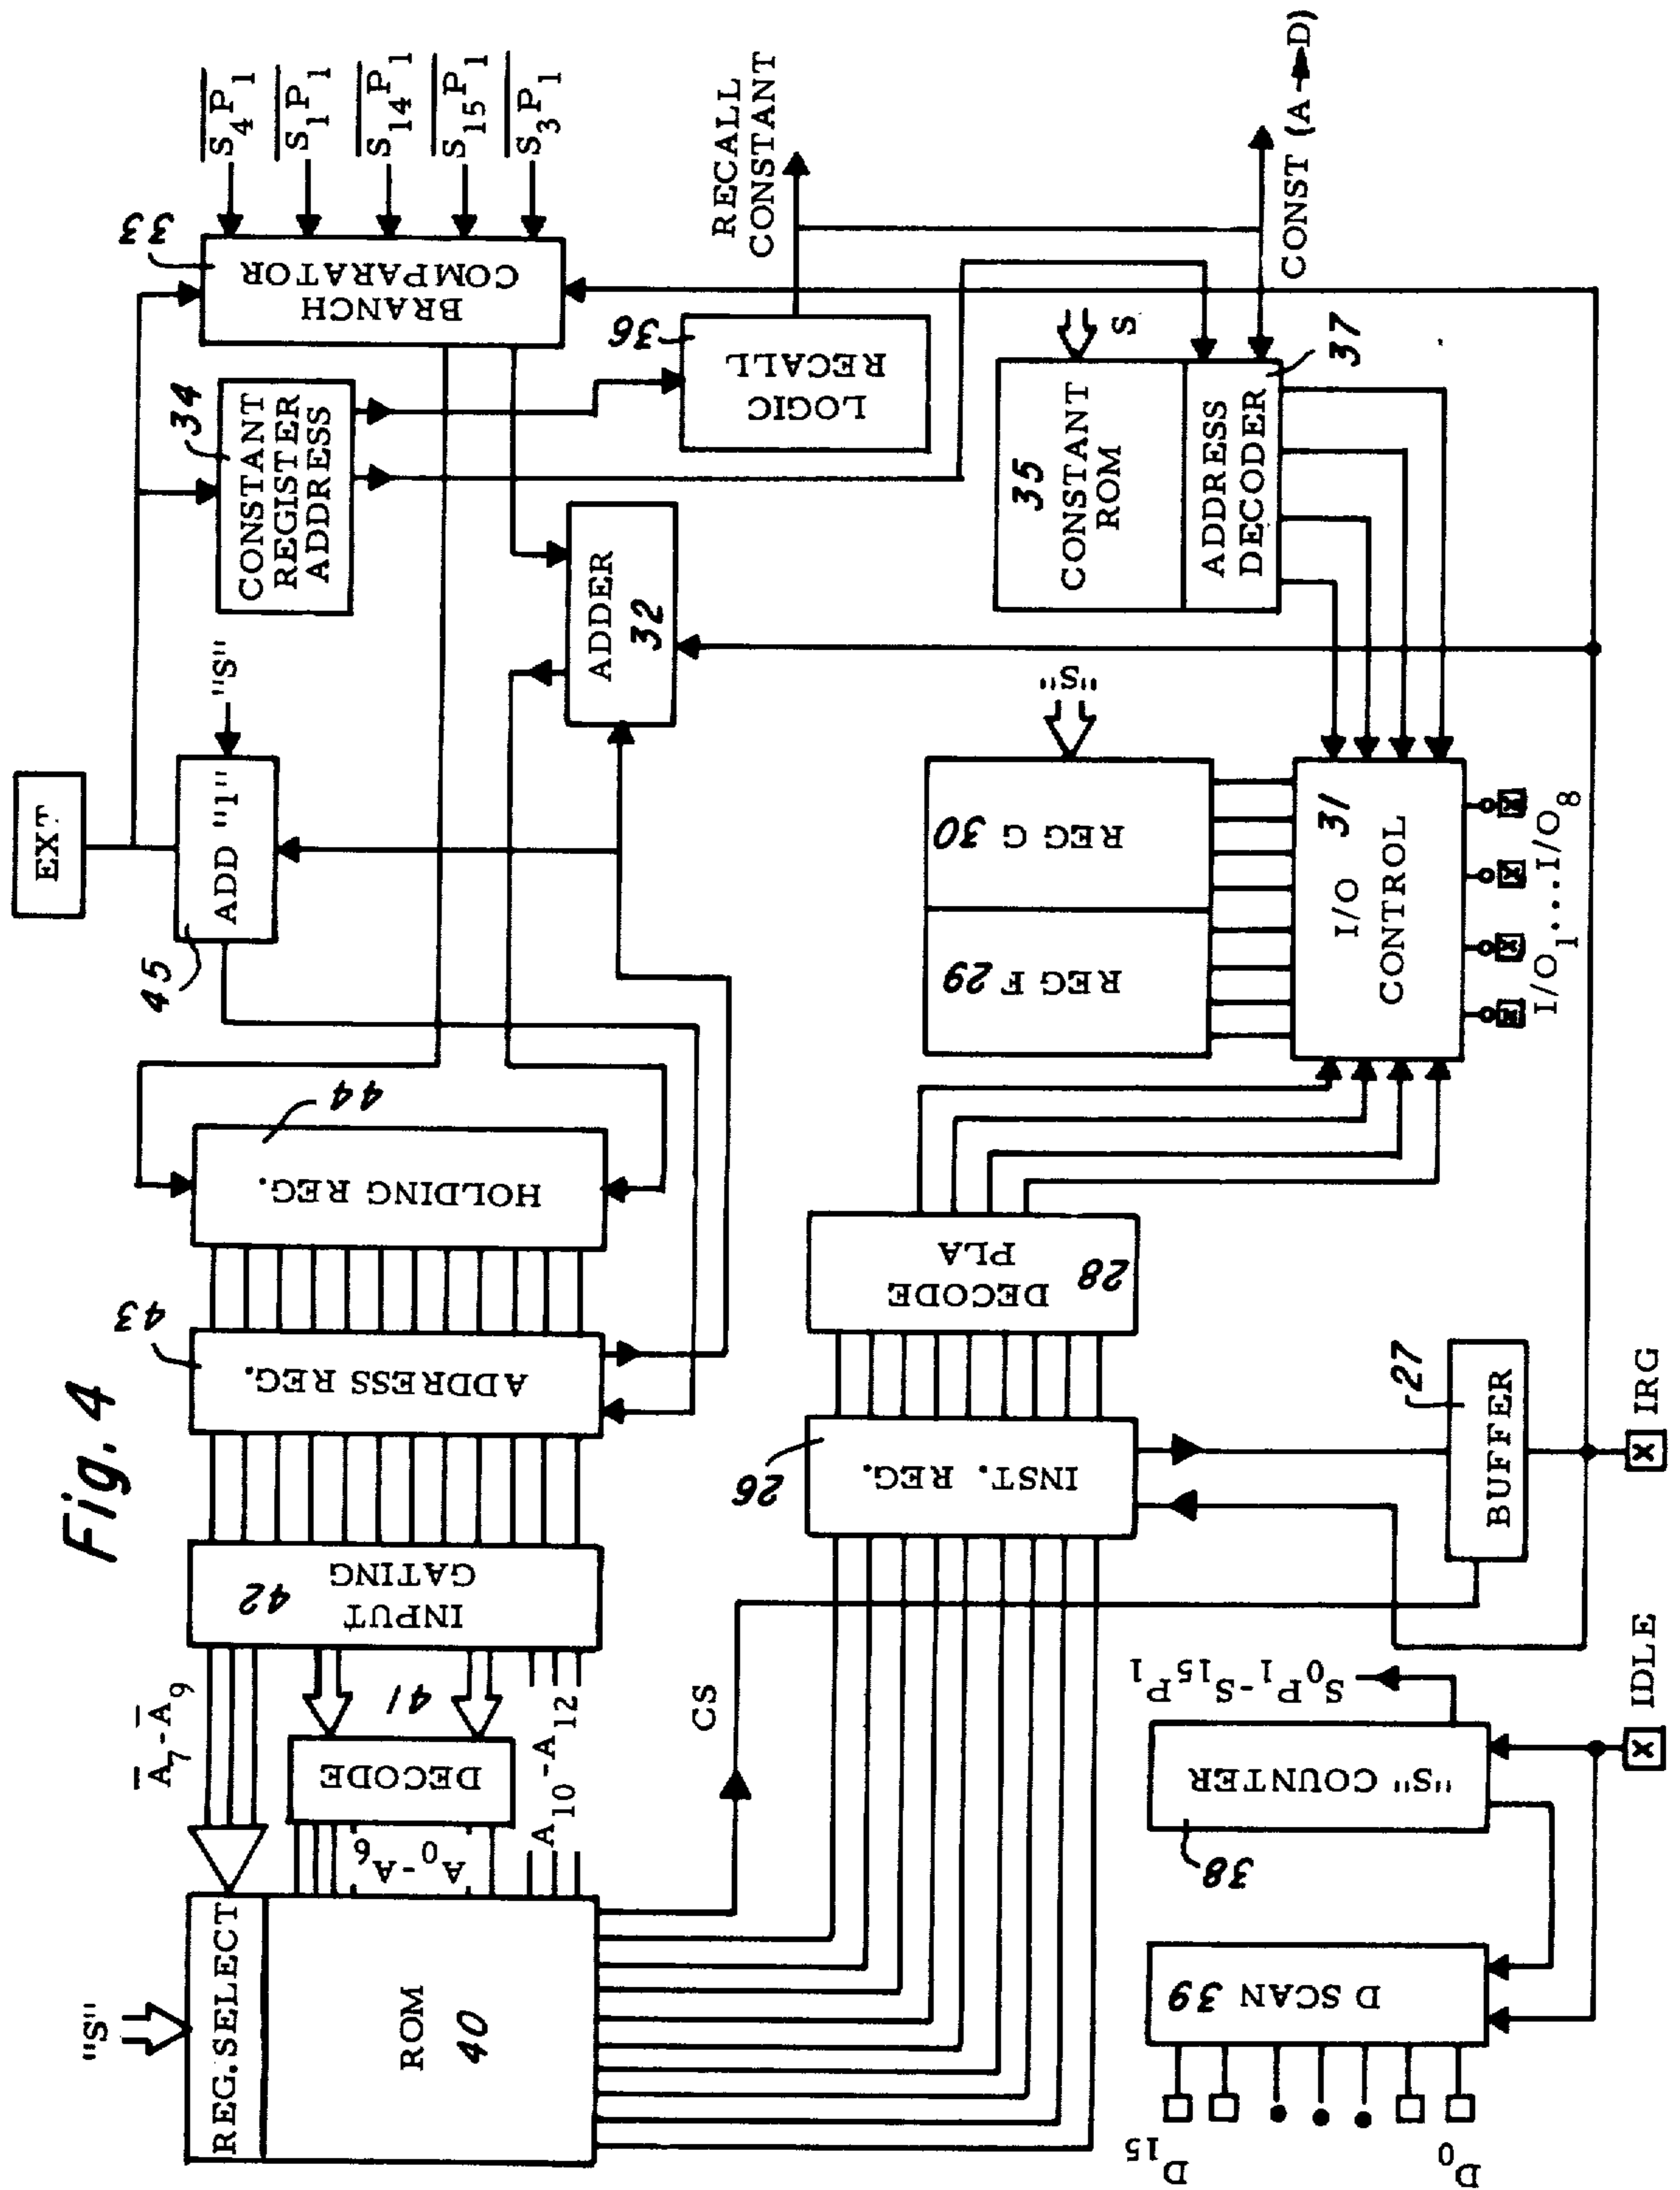 Fig. 4
"S"
REG. SELECT
ROM
40
A̅7-A̅9
DECODE
41
A0-A6
A10-A12
INPUT
GATING
42
ADDRESS REG.
43
HOLDING REG.
44
EXT
ADD "1"
45
"S"
CONSTANT
REGISTER
ADDRESS
34
BRANCH
COMPARATOR
33
S4P1
S1P1
S14P1
S15P1
S3P1
ADDER
32
RECALL
LOGIC
36
RECALL
CONSTANT
CS
INST. REG.
26
DECODE
PLA
28
REG F 29
REG G 30
"S"
CONSTANT
ROM
35
S
ADDRESS
DECODER
37
CONST (A→D)
I/O 31
CONTROL
I/O1....I/O8
D SCAN 39
D15
D0
"S" COUNTER
38
S0P1-S15P1
X
IDLE
BUFFER
27
X
IRG
X
X
X
X